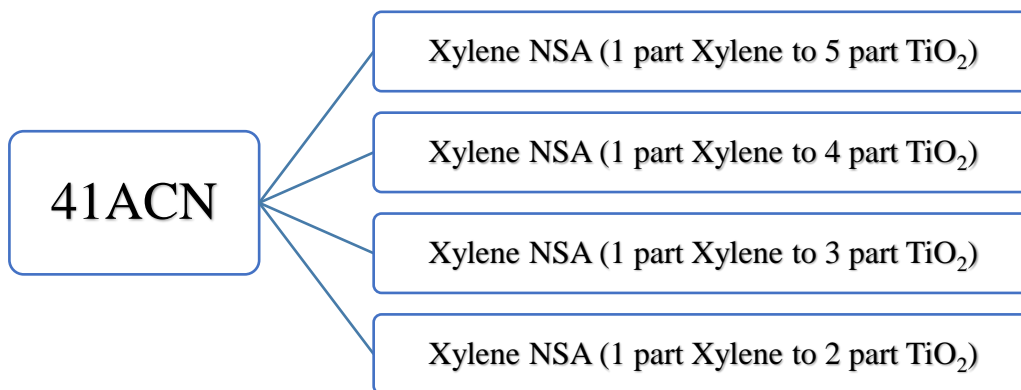 41ACN
Xylene NSA (1 part Xylene to 5 part TiO₂)
Xylene NSA (1 part Xylene to 4 part TiO₂)
Xylene NSA (1 part Xylene to 3 part TiO₂)
Xylene NSA (1 part Xylene to 2 part TiO₂)